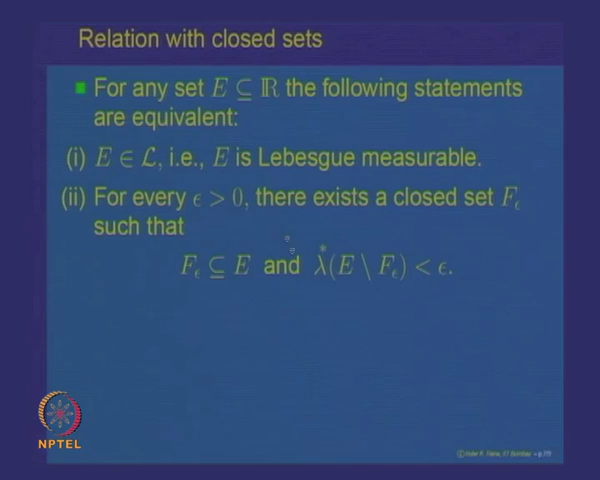 Relation with closed sets
For any set E ⊆ ℝ the following statements
are equivalent:
(i) E ∈ ℒ, i.e., E is Lebesgue measurable.
(ii) For every ϵ > 0, there exists a closed set F_ϵ
such that
F_ϵ ⊆ E and λ*(E \ F_ϵ) < ϵ.
NPTEL